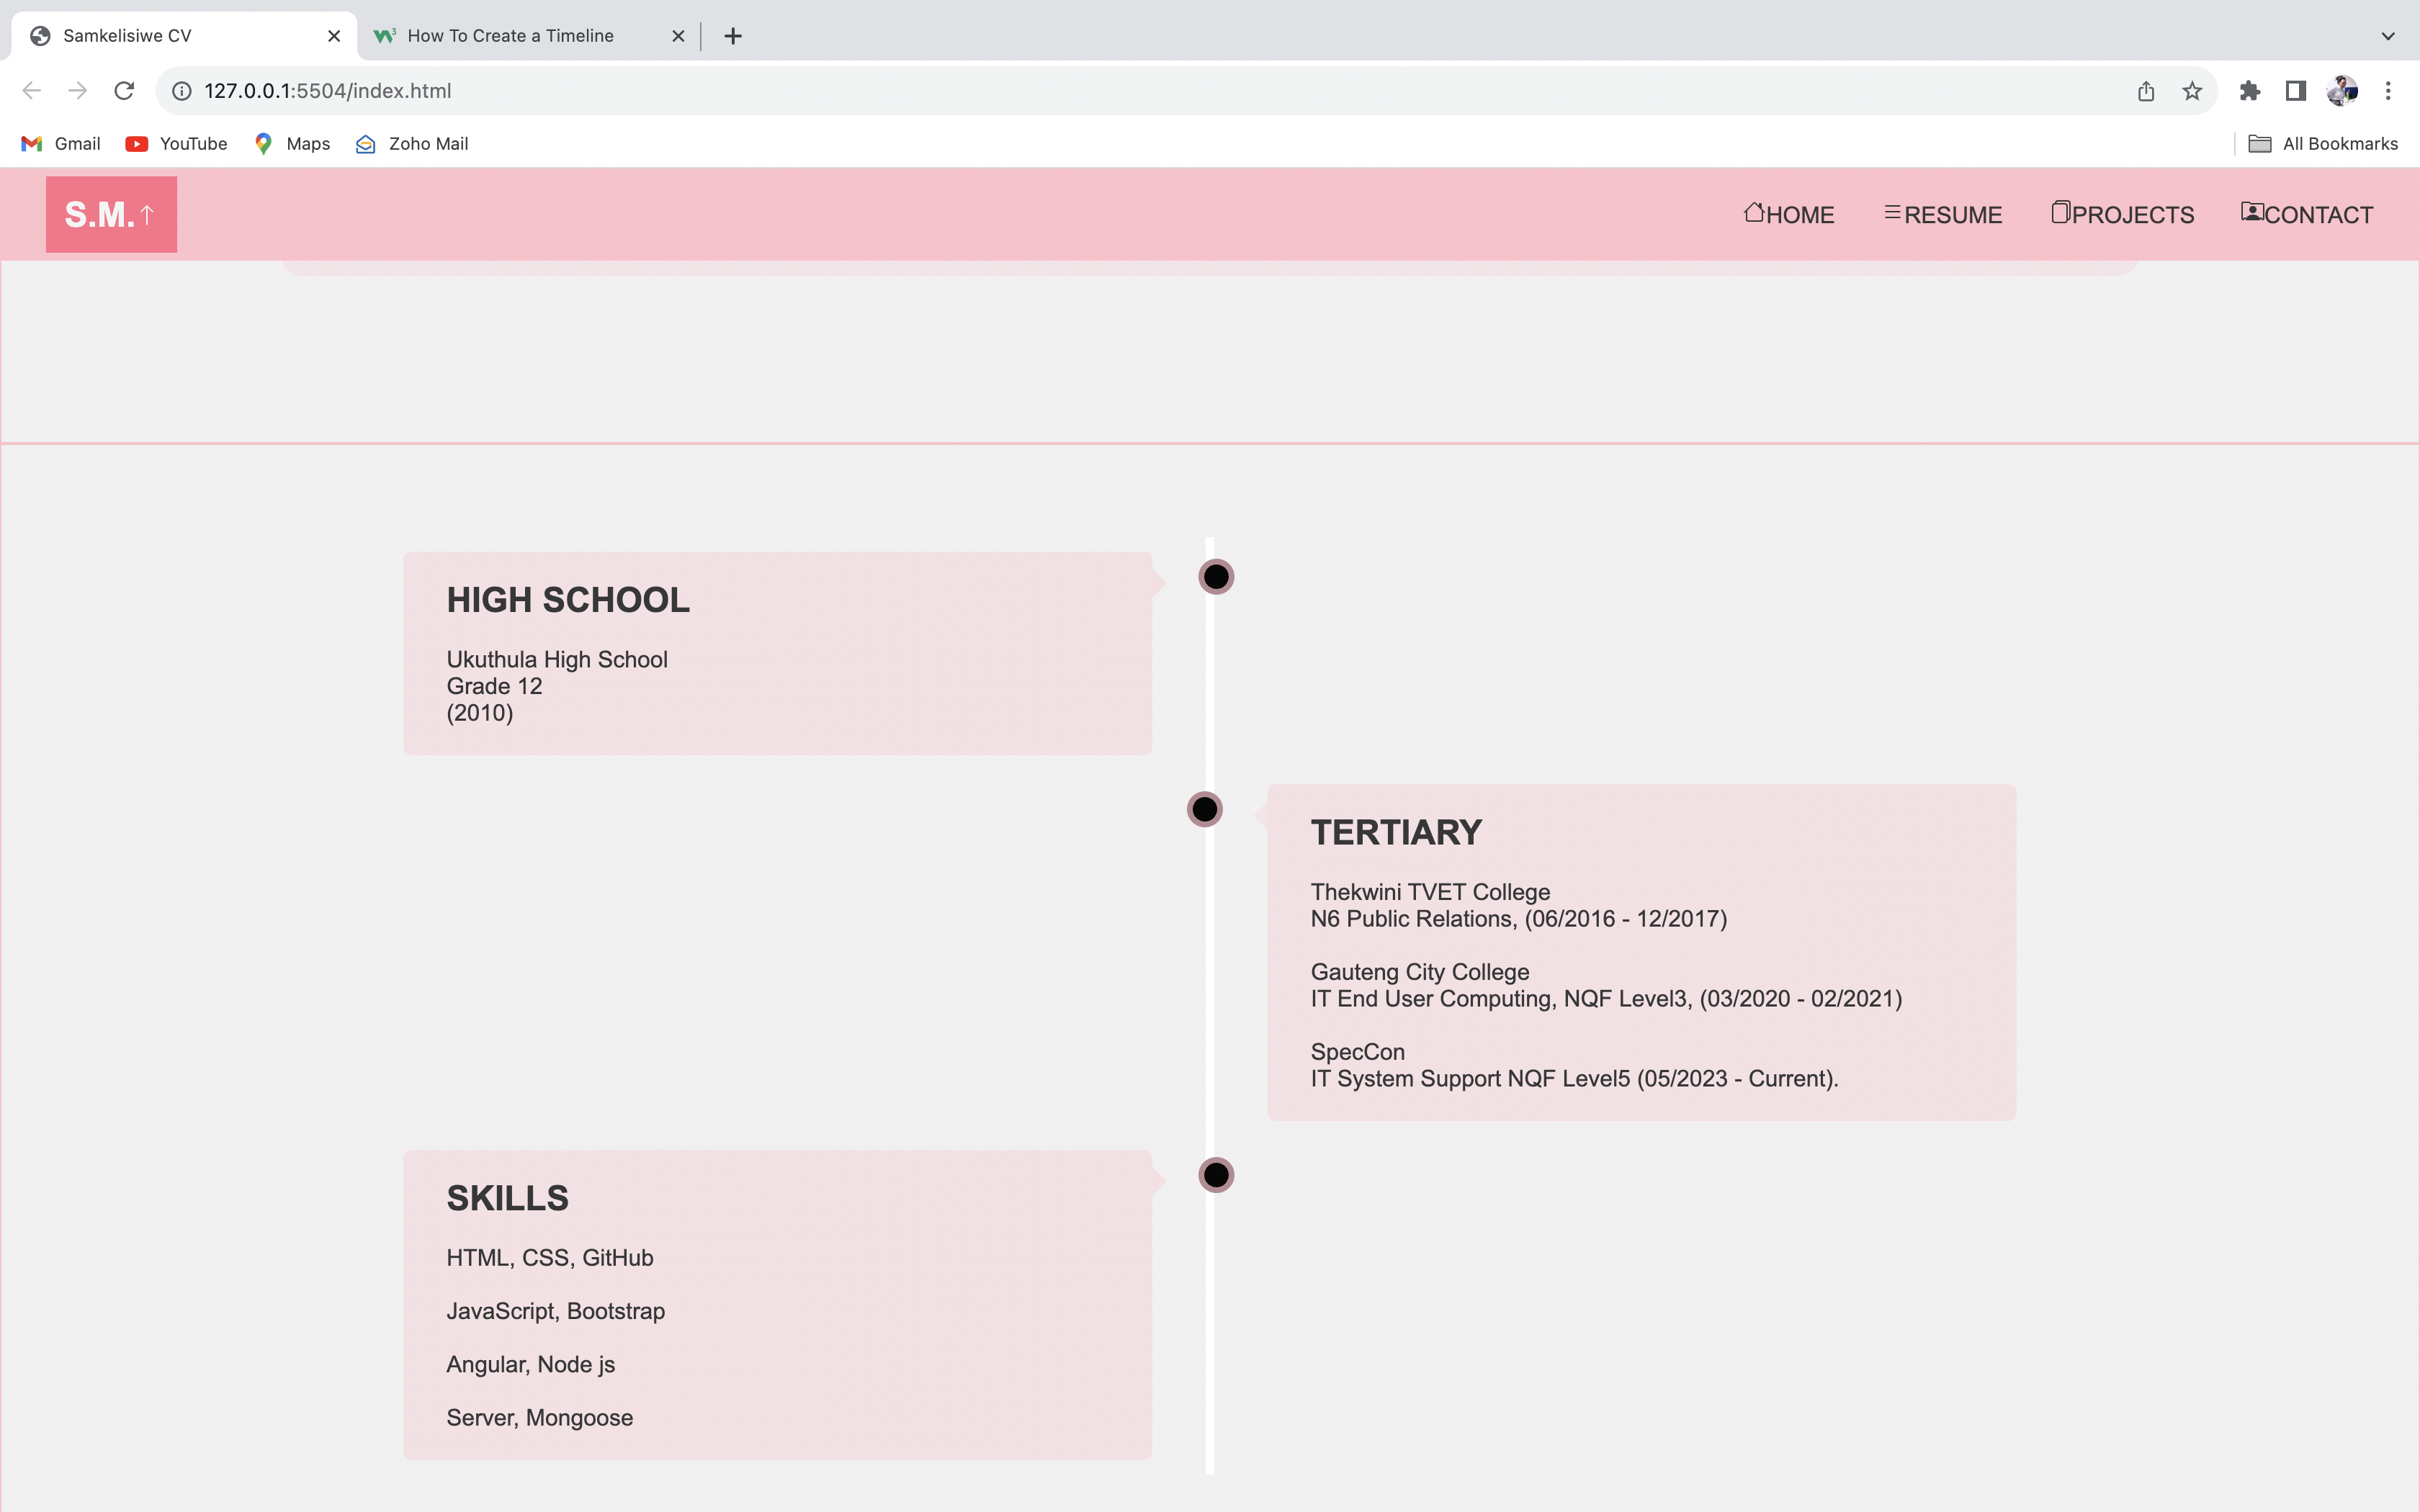 Samkelisiwe CV
How To Create a Timeline
127.0.0.1:5504/index.html
Gmail
YouTube
Maps
Zoho Mail
All Bookmarks
S.M.↑
HOME
RESUME
PROJECTS
CONTACT
HIGH SCHOOL
Ukuthula High School
Grade 12
(2010)
TERTIARY
Thekwini TVET College
N6 Public Relations, (06/2016 - 12/2017)
Gauteng City College
IT End User Computing, NQF Level3, (03/2020 - 02/2021)
SpecCon
IT System Support NQF Level5 (05/2023 - Current).
SKILLS
HTML, CSS, GitHub
JavaScript, Bootstrap
Angular, Node js
Server, Mongoose